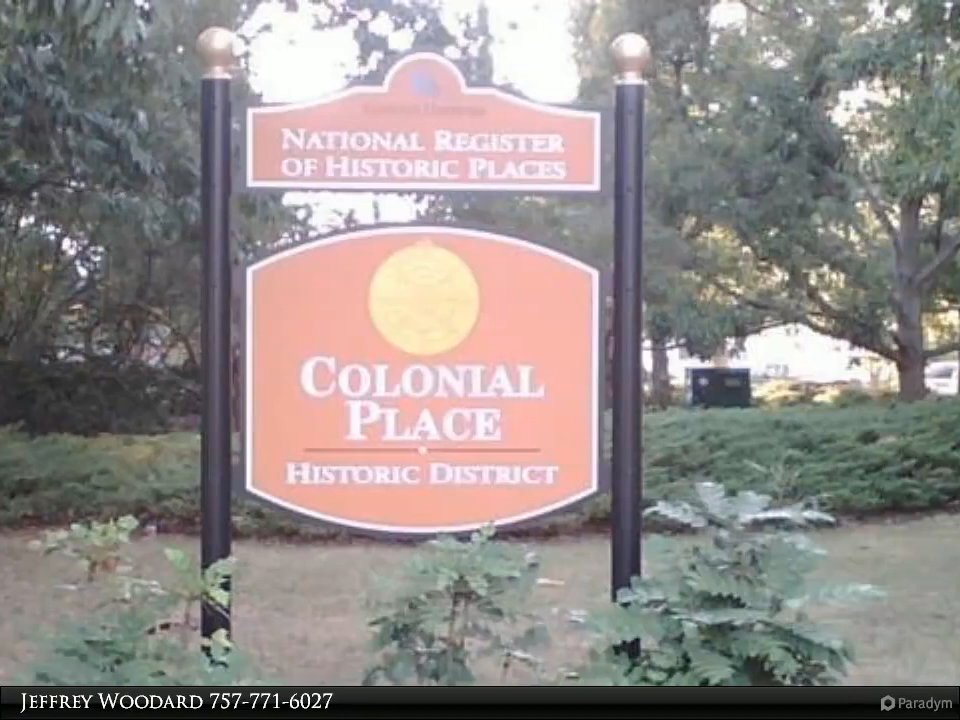 National Register
of Historic Places
Colonial
Place
Historic District
Jeffrey Woodard 757-771-6027
Paradym